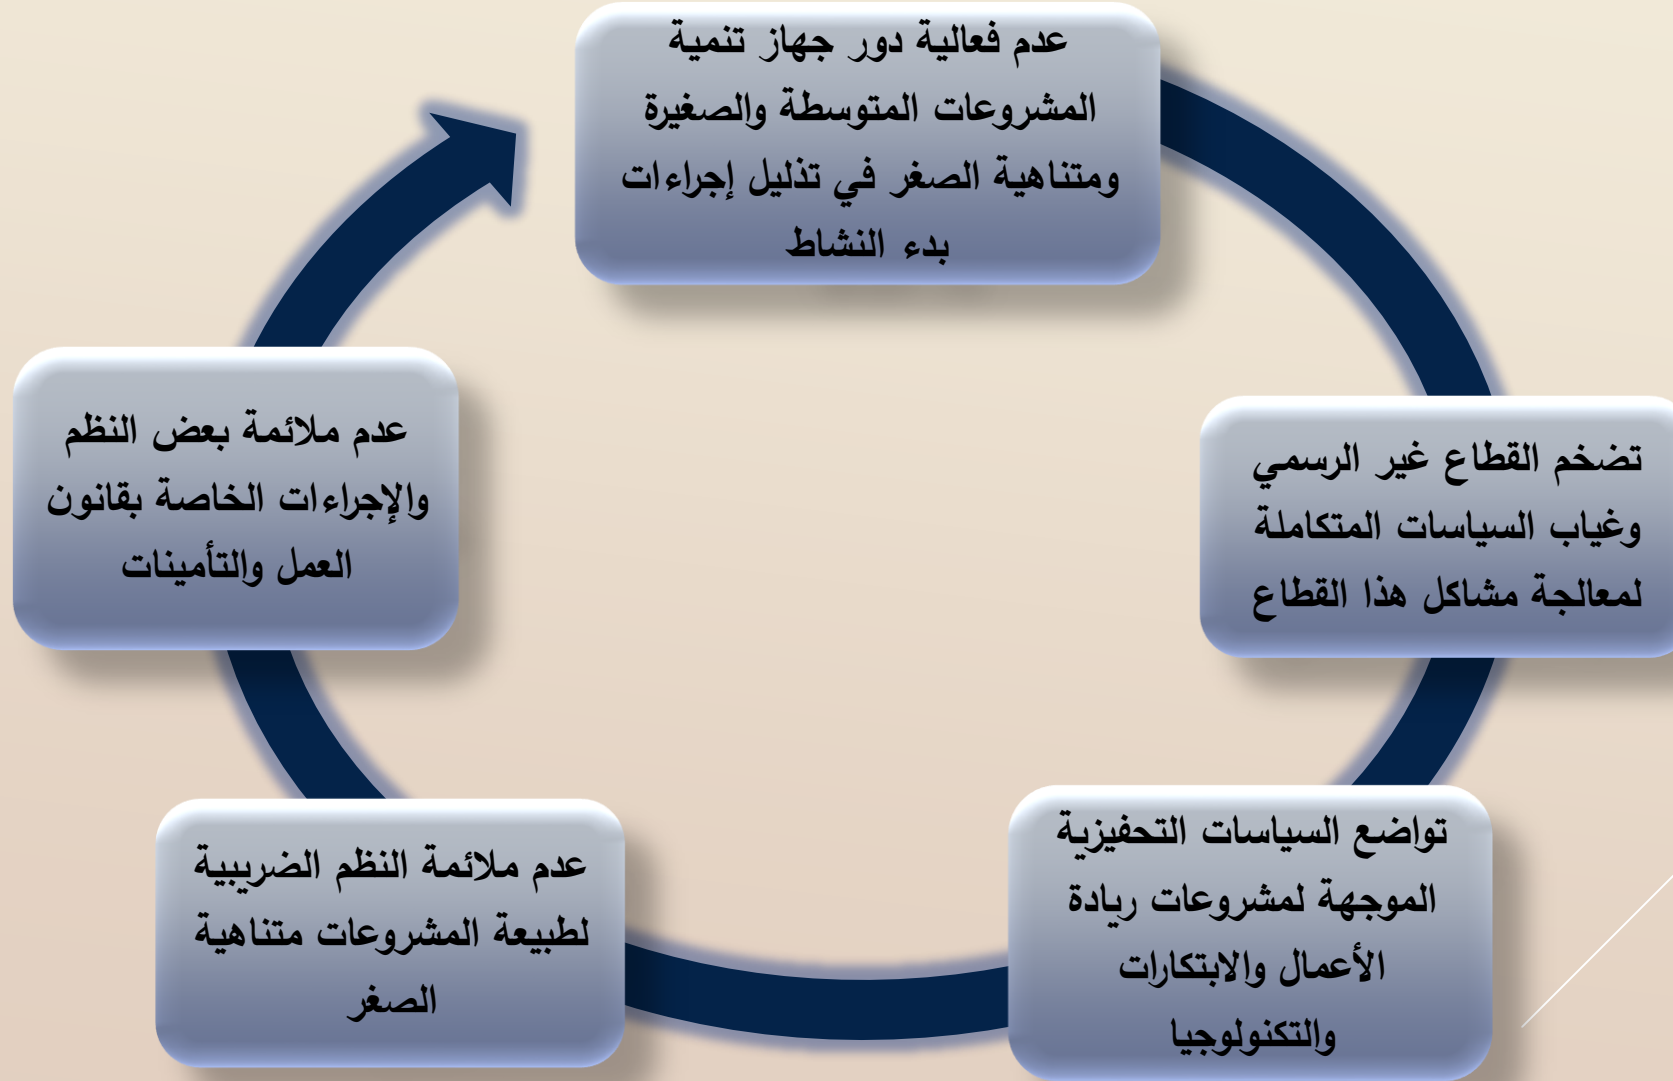 عدم فعالية دور جهاز تنمية
المشروعات المتوسطة والصغيرة
ومتناهية الصغر في تذليل إجراءات
بدء النشاط
تضخم القطاع غير الرسمي
وغياب السياسات المتكاملة
لمعالجة مشاكل هذا القطاع
تواضع السياسات التحفيزية
الموجهة لمشروعات ريادة
الأعمال والابتكارات
والتكنولوجيا
عدم ملائمة النظم الضريبية
لطبيعة المشروعات متناهية
الصغر
عدم ملائمة بعض النظم
والإجراءات الخاصة بقانون
العمل والتأمينات